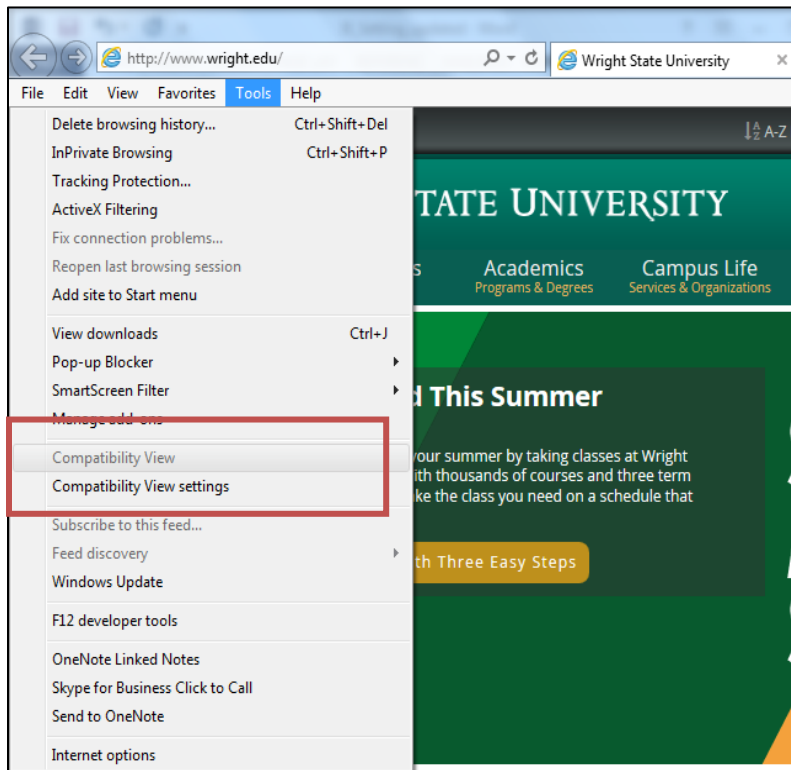 http://www.wright.edu/
Wright State University
File Edit View Favorites Tools Help
Delete browsing history... Ctrl+Shift+Del
InPrivate Browsing Ctrl+Shift+P
Tracking Protection...
ActiveX Filtering
Fix connection problems...
Reopen last browsing session
Add site to Start menu
View downloads Ctrl+J
Pop-up Blocker
SmartScreen Filter
Manage add-ons
Compatibility View
Compatibility View settings
Subscribe to this feed...
Feed discovery
Windows Update
F12 developer tools
OneNote Linked Notes
Skype for Business Click to Call
Send to OneNote
Internet options
A-Z
TATE UNIVERSITY
s Academics Campus Life
Programs & Degrees Services & Organizations
d This Summer
your summer by taking classes at Wright
ith thousands of courses and three term
ke the class you need on a schedule that
th Three Easy Steps